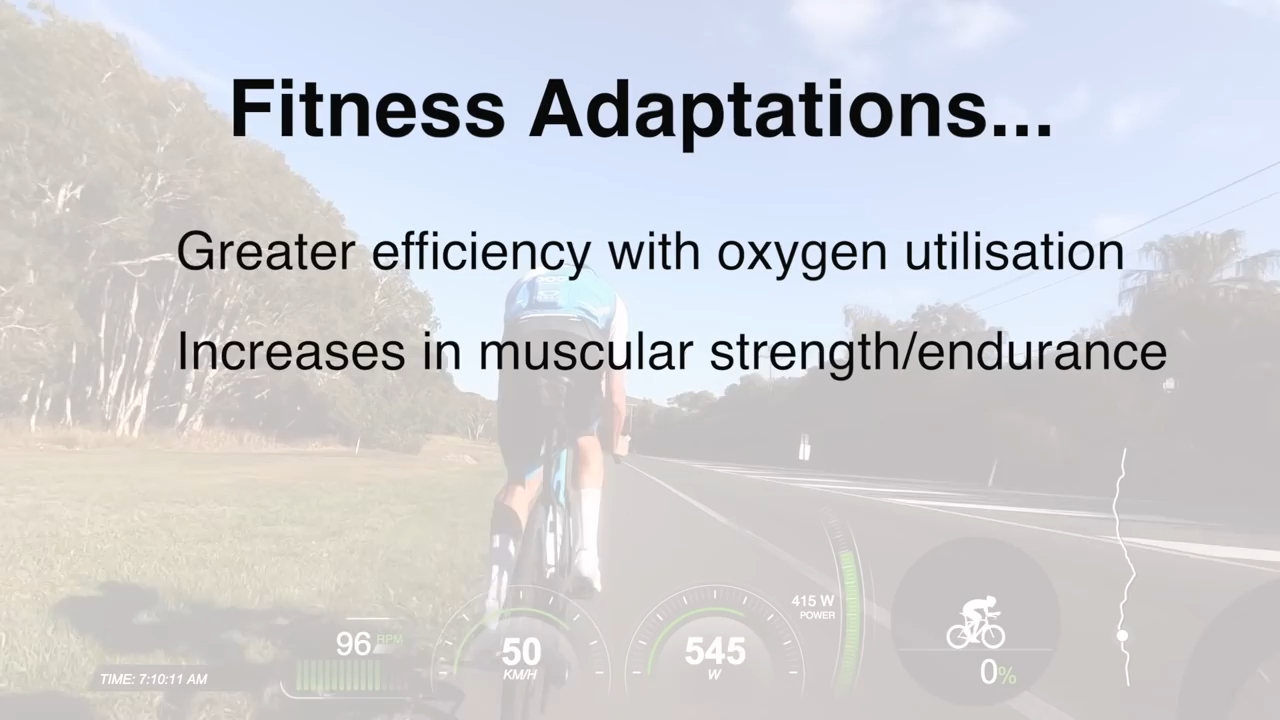 Fitness Adaptations...
Greater efficiency with oxygen utilisation
Increases in muscular strength/endurance
415 W
POWER
96 RPM
50
KM/H
545
W
TIME: 7:10:11 AM
0%